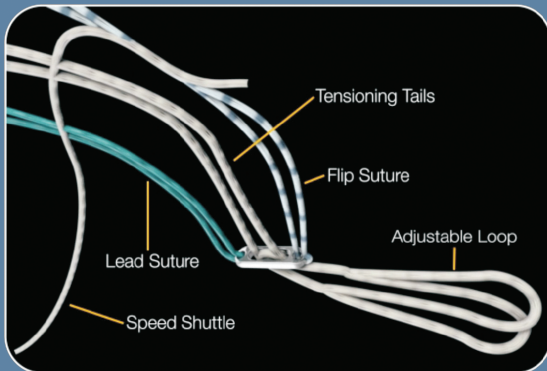 Tensioning Tails
Flip Suture
Adjustable Loop
Lead Suture
Speed Shuttle